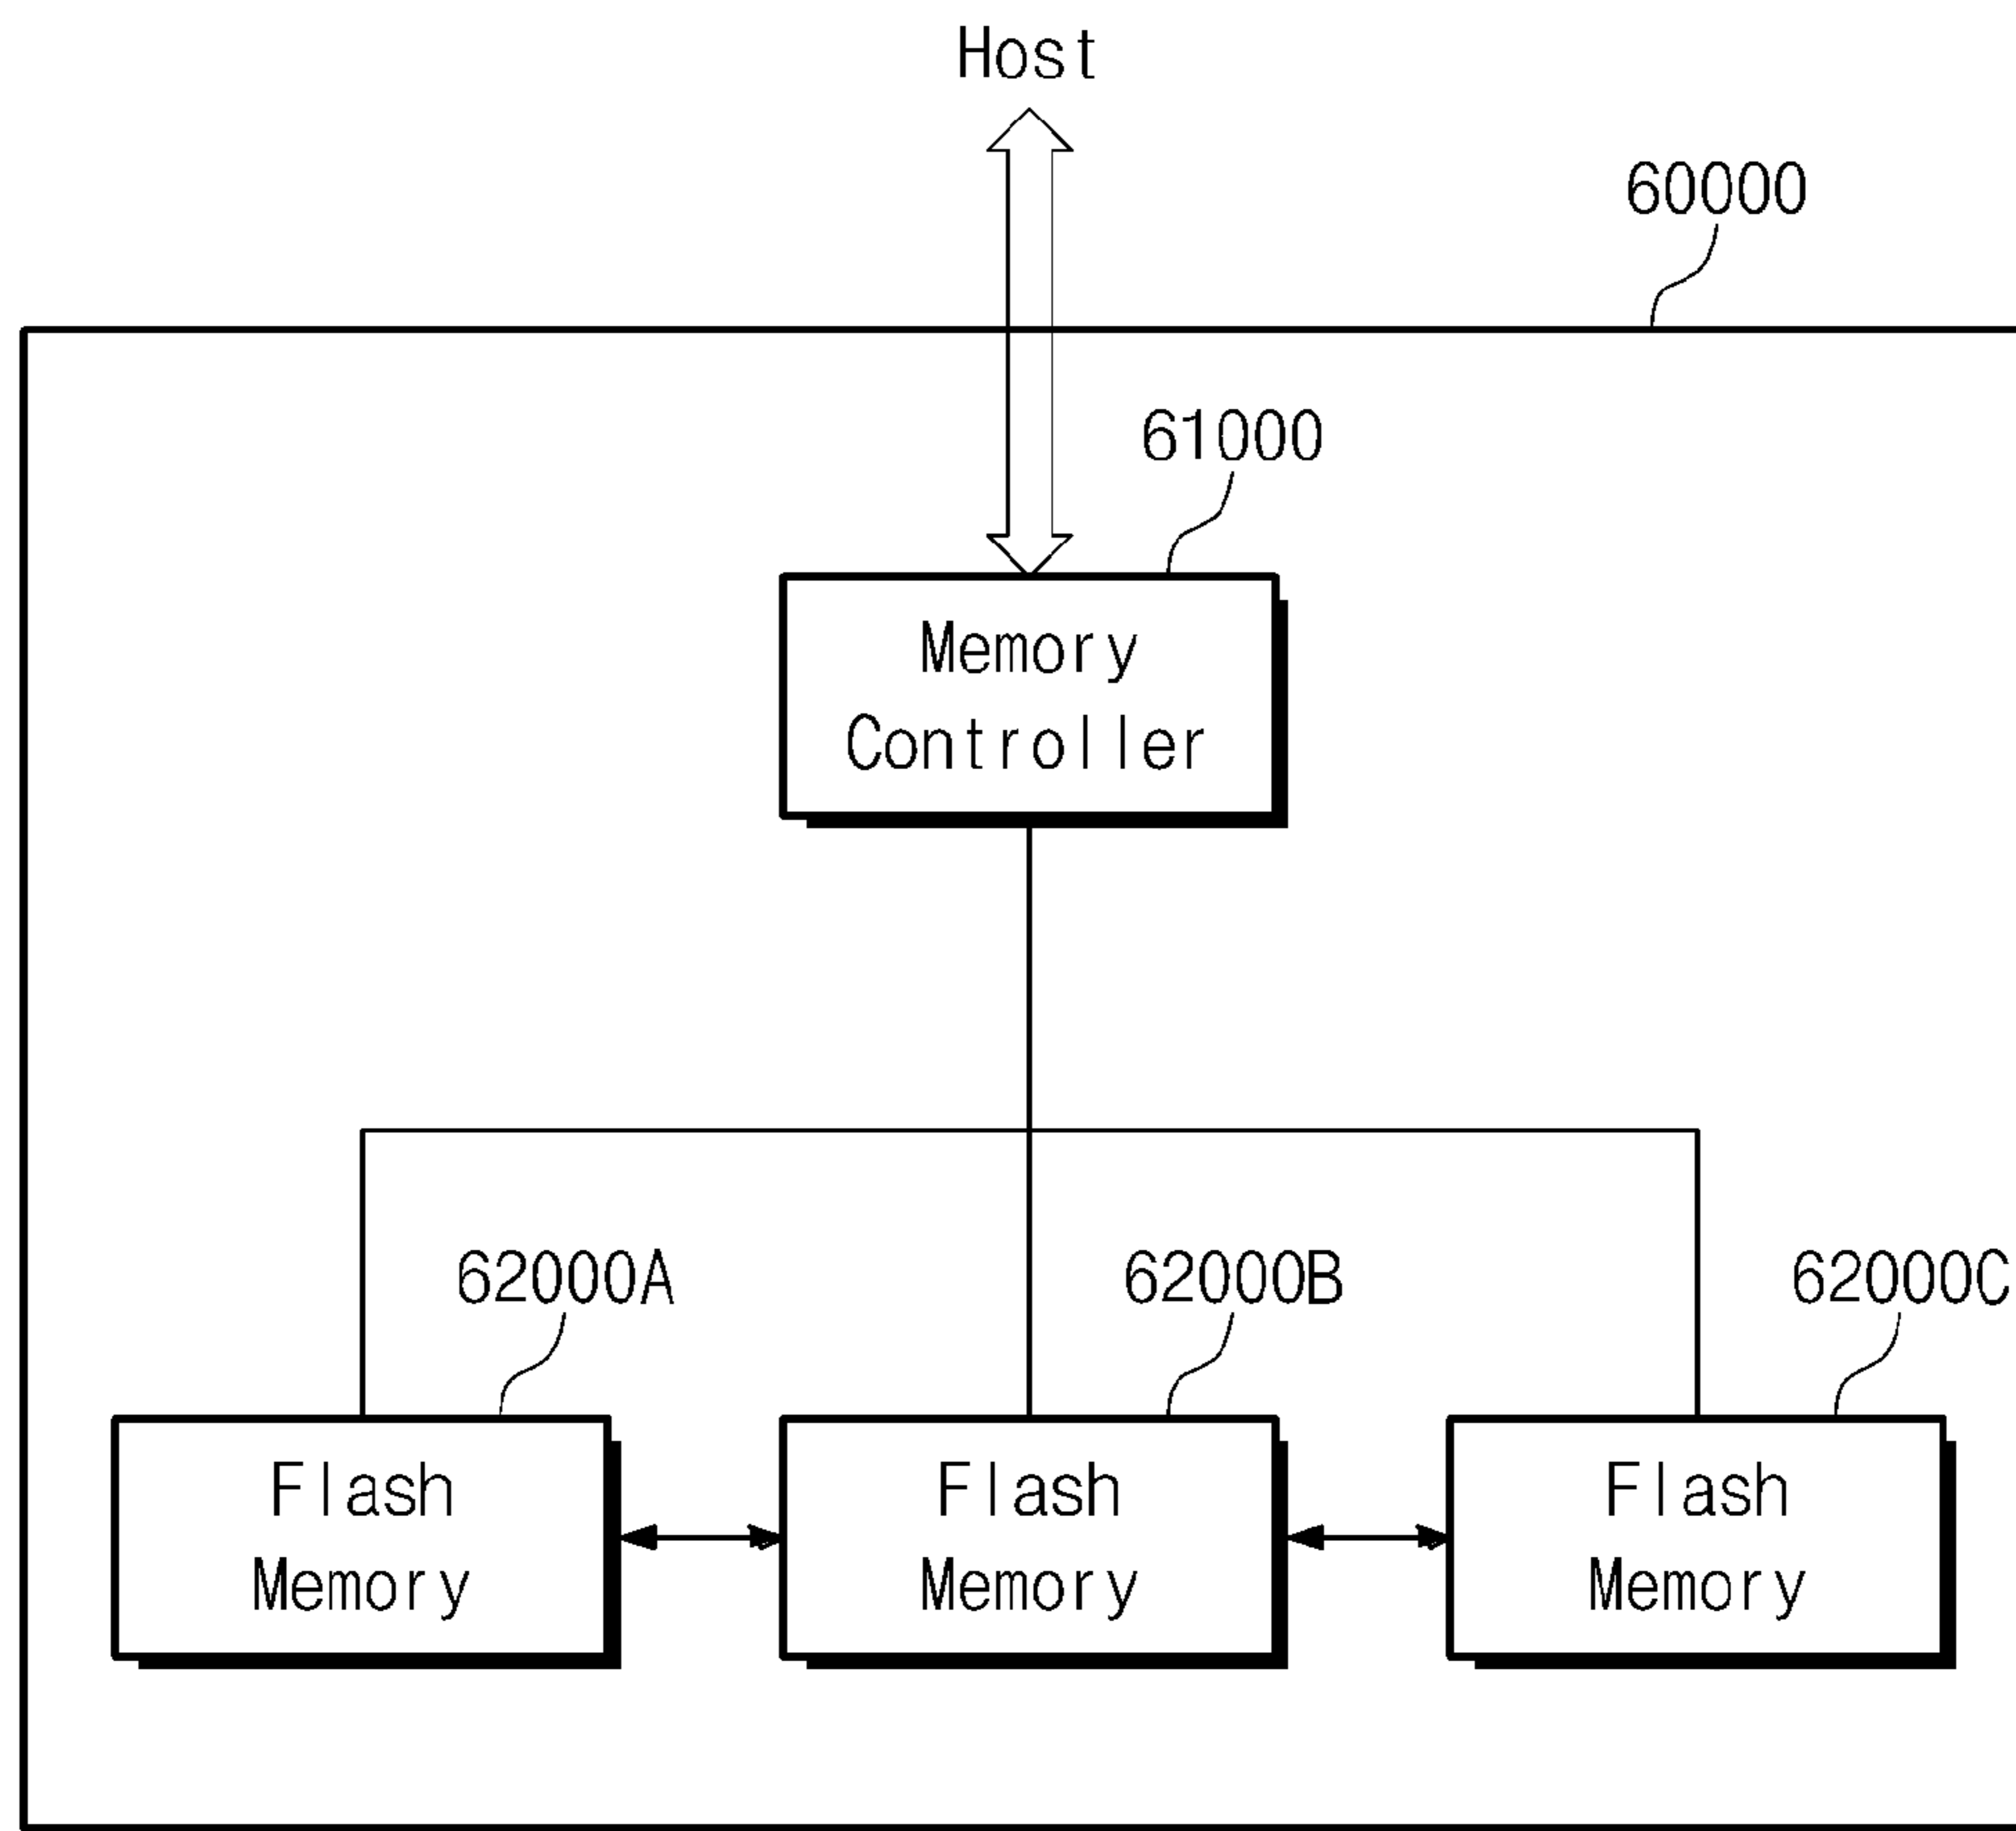 Host
60000
61000
Memory
Controller
62000A
62000B
62000C
Flash
Memory
Flash
Memory
Flash
Memory